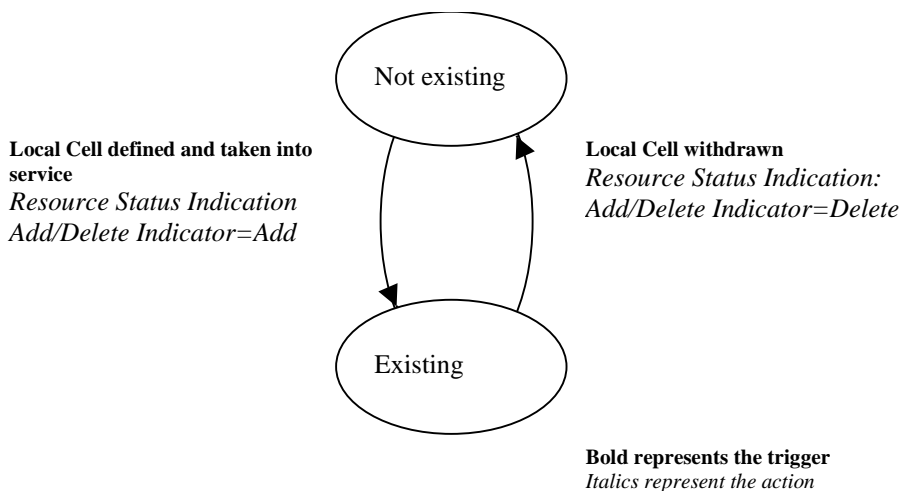 Not existing
Local Cell defined and taken into
service
Resource Status Indication
Add/Delete Indicator=Add
Local Cell withdrawn
Resource Status Indication:
Add/Delete Indicator=Delete
Existing
Bold represents the trigger
Italics represent the action